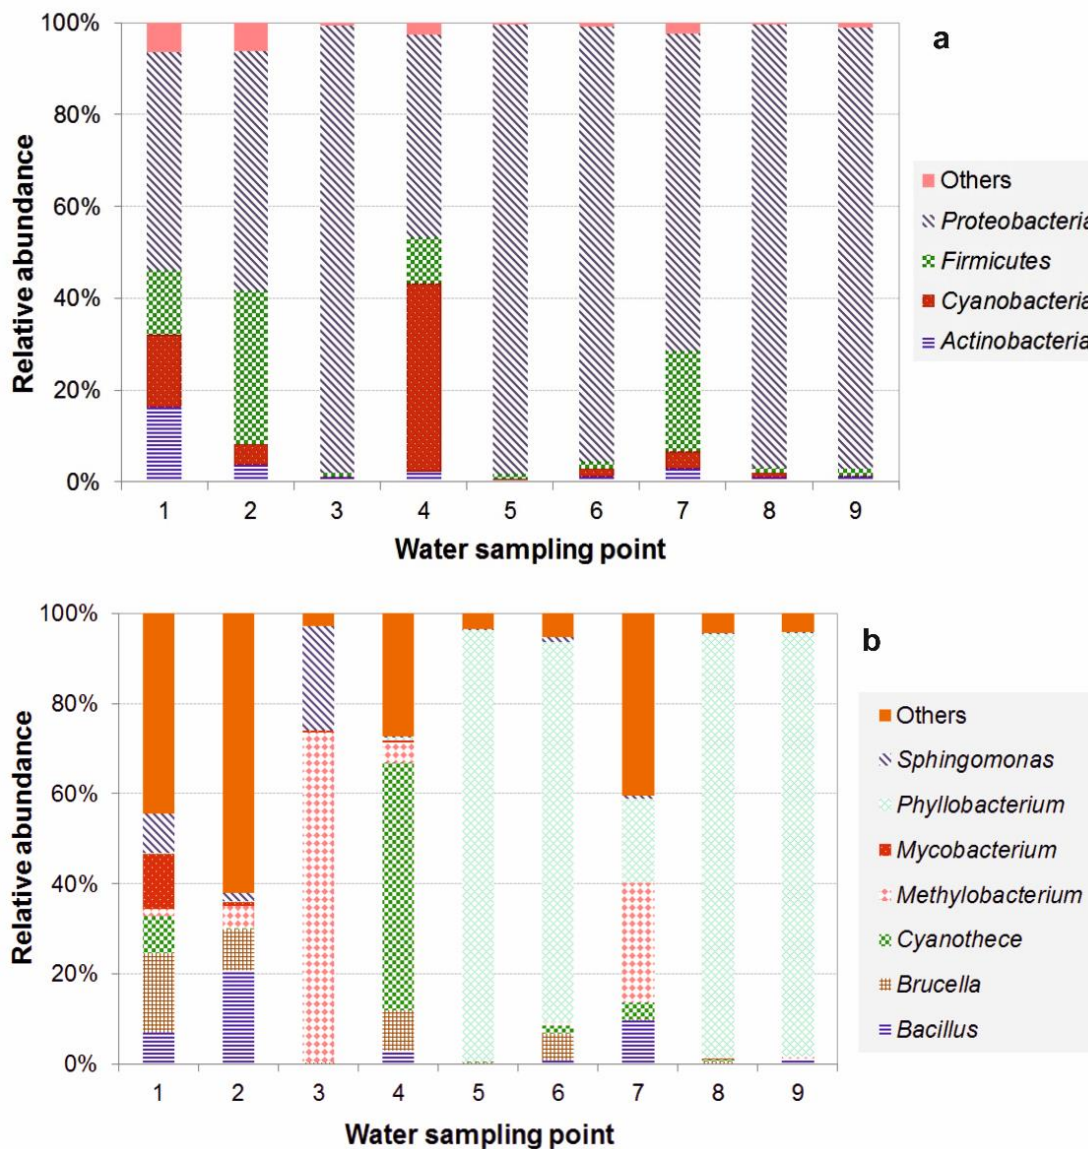 100%
80%
60%
40%
20%
0%
Relative abundance
1 2 3 4 5 6 7 8 9
Water sampling point
a
Others
Proteobacteria
Firmicutes
Cyanobacteria
Actinobacteria
100%
80%
60%
40%
20%
0%
Relative abundance
1 2 3 4 5 6 7 8 9
Water sampling point
b
Others
Sphingomonas
Phyllobacterium
Mycobacterium
Methylobacterium
Cyanothece
Brucella
Bacillus